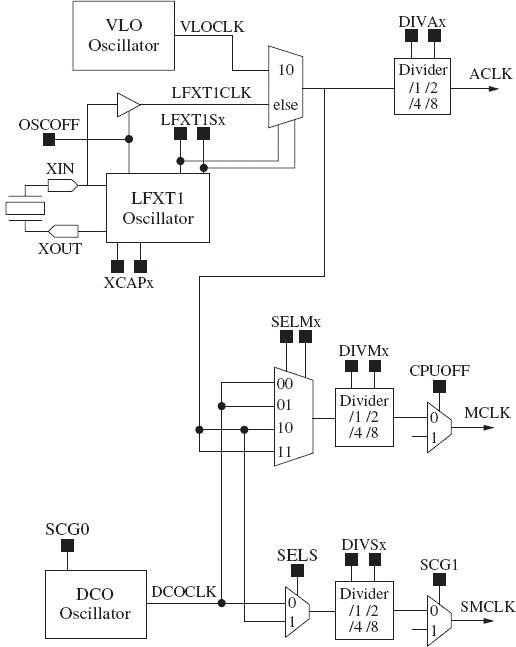 VLO
Oscillator
VLOCLK
DIVAx
10
else
Divider
/1 /2
/4 /8
ACLK
LFXT1CLK
OSCOFF
LFXT1Sx
XIN
LFXT1
Oscillator
XOUT
XCAPx
SELMx
00
01
10
11
DIVMx
Divider
/1 /2
/4 /8
CPUOFF
0
1
MCLK
SCG0
DCO
Oscillator
DCOCLK
SELS
0
1
DIVSx
Divider
/1 /2
/4 /8
SCG1
0
1
SMCLK